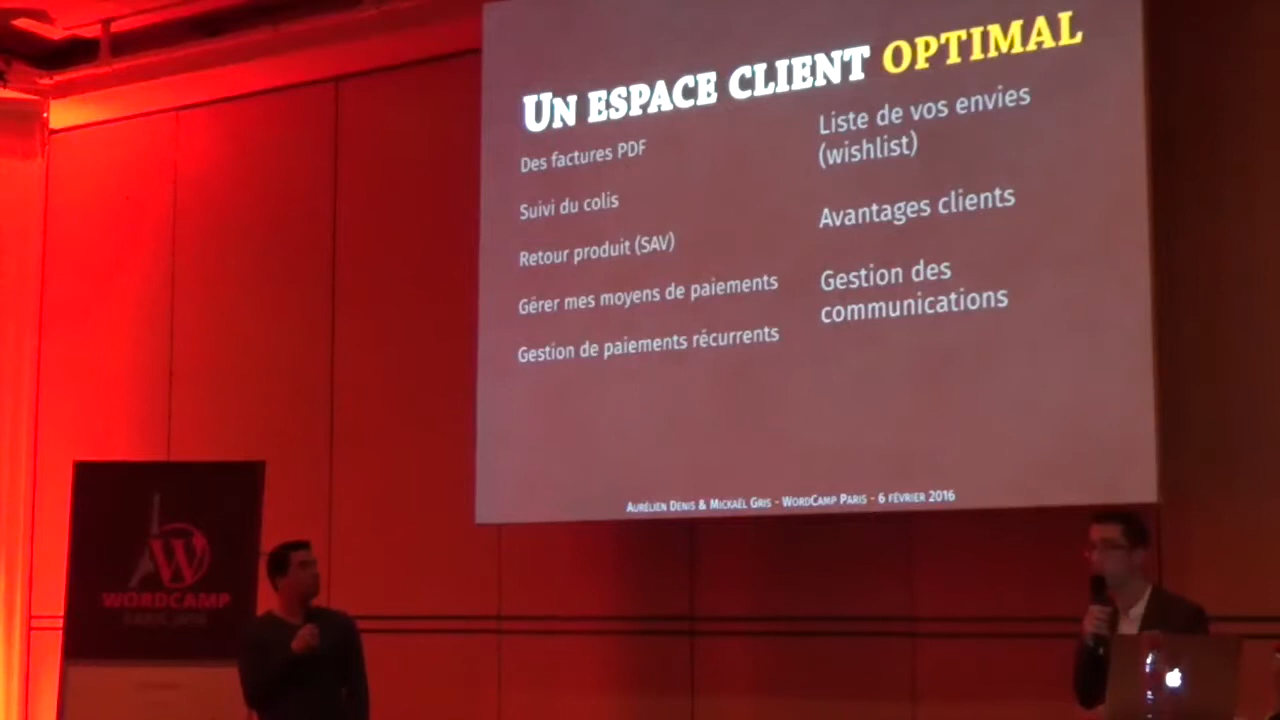 UN ESPACE CLIENT OPTIMAL
Des factures PDF
Suivi du colis
Retour produit (SAV)
Gérer mes moyens de paiements
Gestion de paiements récurrents
Liste de vos envies
(wishlist)
Avantages clients
Gestion des
communications
AURÉLIEN DENIS & MICKAËL GRIS - WORDCAMP PARIS - 6 FÉVRIER 2016
W
WORDCAMP